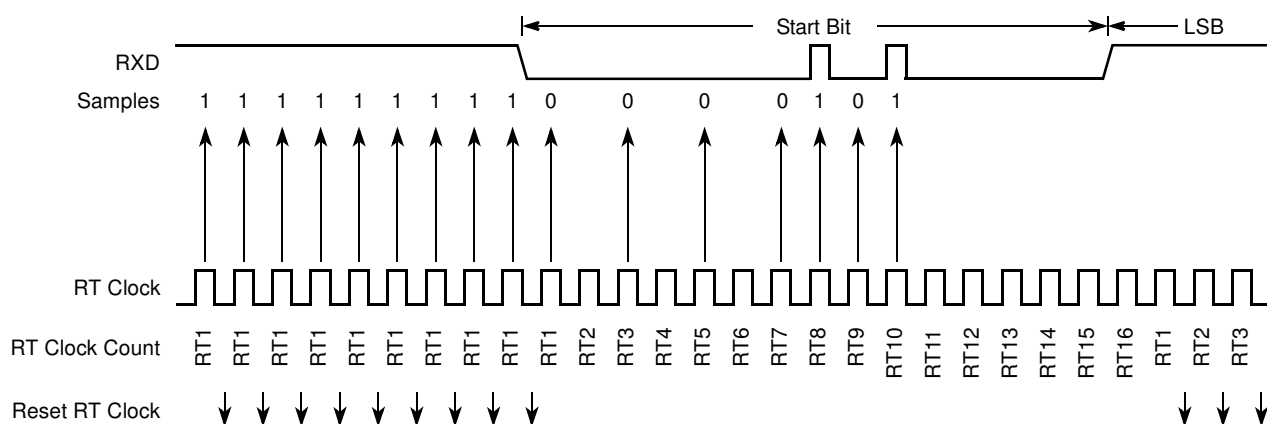 Start Bit LSB
RXD
Samples 1 1 1 1 1 1 1 1 1 0 0 0 0 1 0 1
RT Clock
RT Clock Count RT1 RT1 RT1 RT1 RT1 RT1 RT1 RT1 RT1 RT1 RT2 RT3 RT4 RT5 RT6 RT7 RT8 RT9 RT10 RT11 RT12 RT13 RT14 RT15 RT16 RT1 RT2 RT3
Reset RT Clock